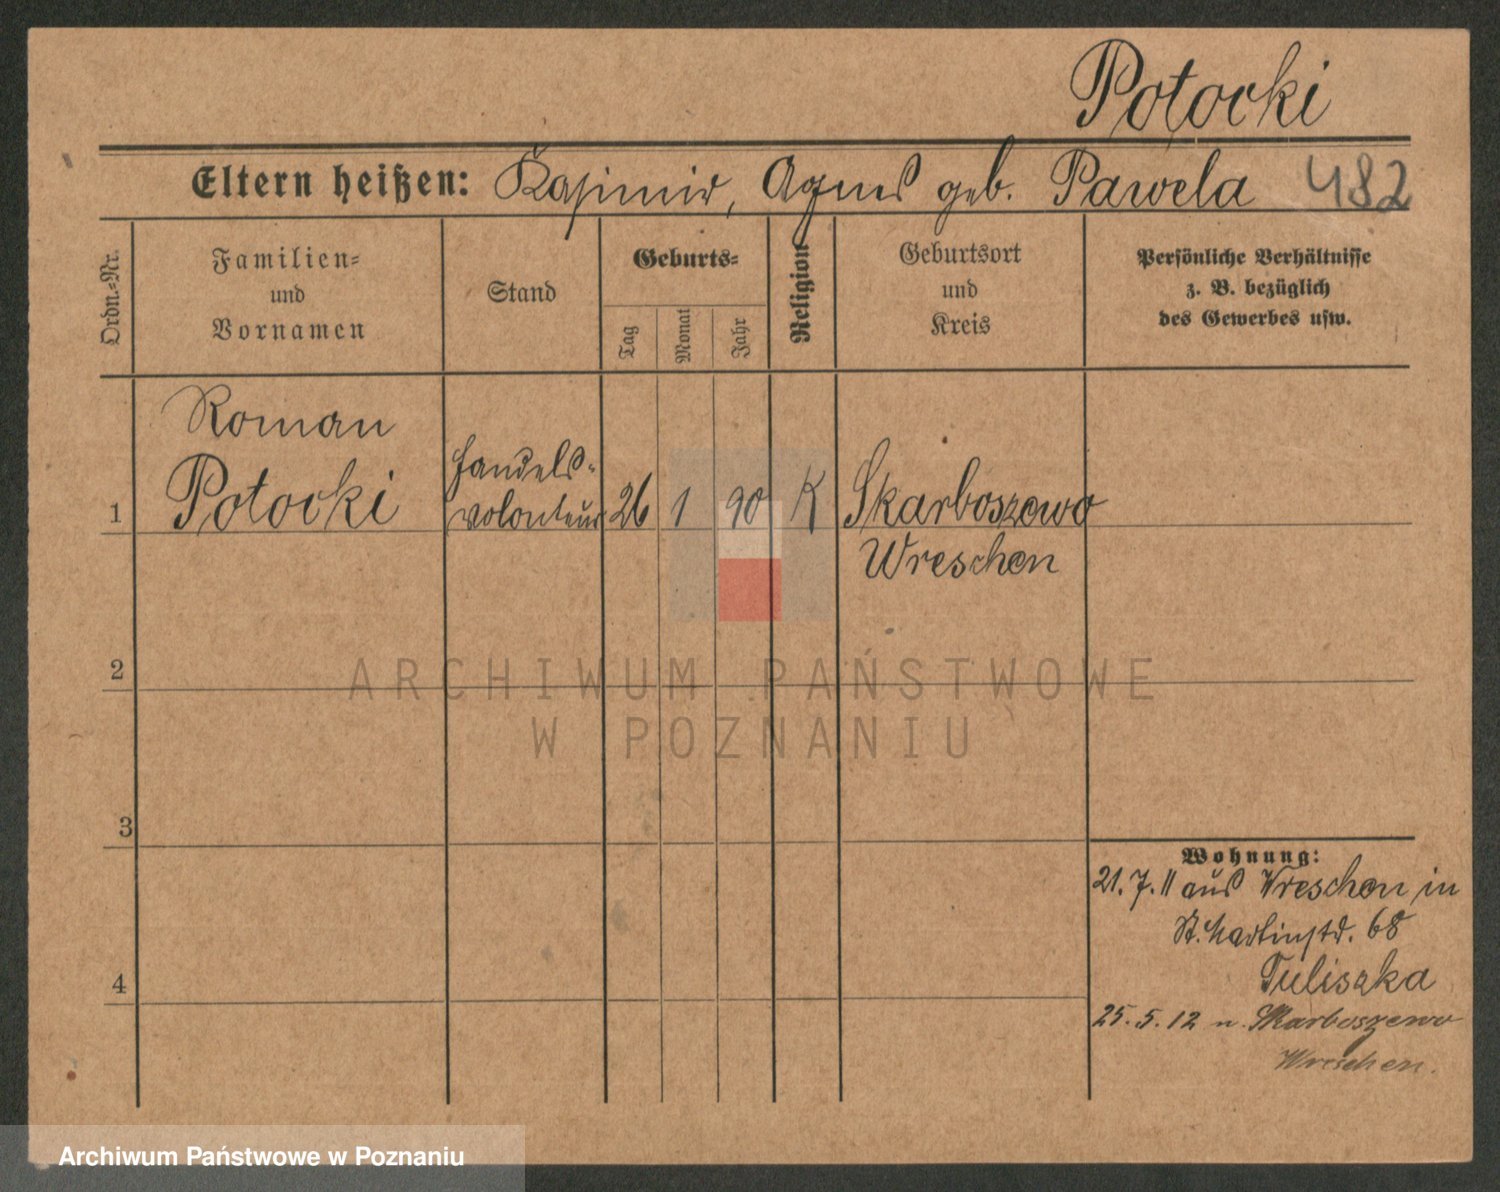 Potocki
Eltern heißen: Kasimir, Agnes geb. Pawela 482
Ordn.-Nr.
Familien-
und
Vornamen
Stand
Geburts-
Tag
Monat
Jahr
Religion
Geburtsort
und
Kreis
Persönliche Verhältnisse
z. B. bezüglich
des Gewerbes usw.
Roman
Handels-
1 Potocki volonteur 26 1 90 K Skarboszewo
Wreschen
2
ARCHIWUM PAŃSTWOWE
W POZNANIU
3
Wohnung:
21.7.11 aus Wreschen in
St. Martinstr. 68
Tuliszka
4
25.5.12 n. Skarboszewo
Wreschen.
Archiwum Państwowe w Poznaniu